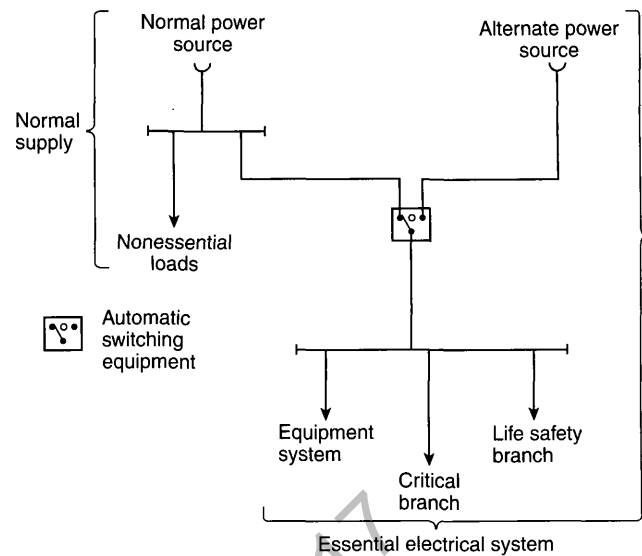 Normal power
source
Alternate power
source
Normal
supply
Nonessential
loads
Automatic
switching
equipment
Equipment
system
Life safety
branch
Critical
branch
Essential electrical system